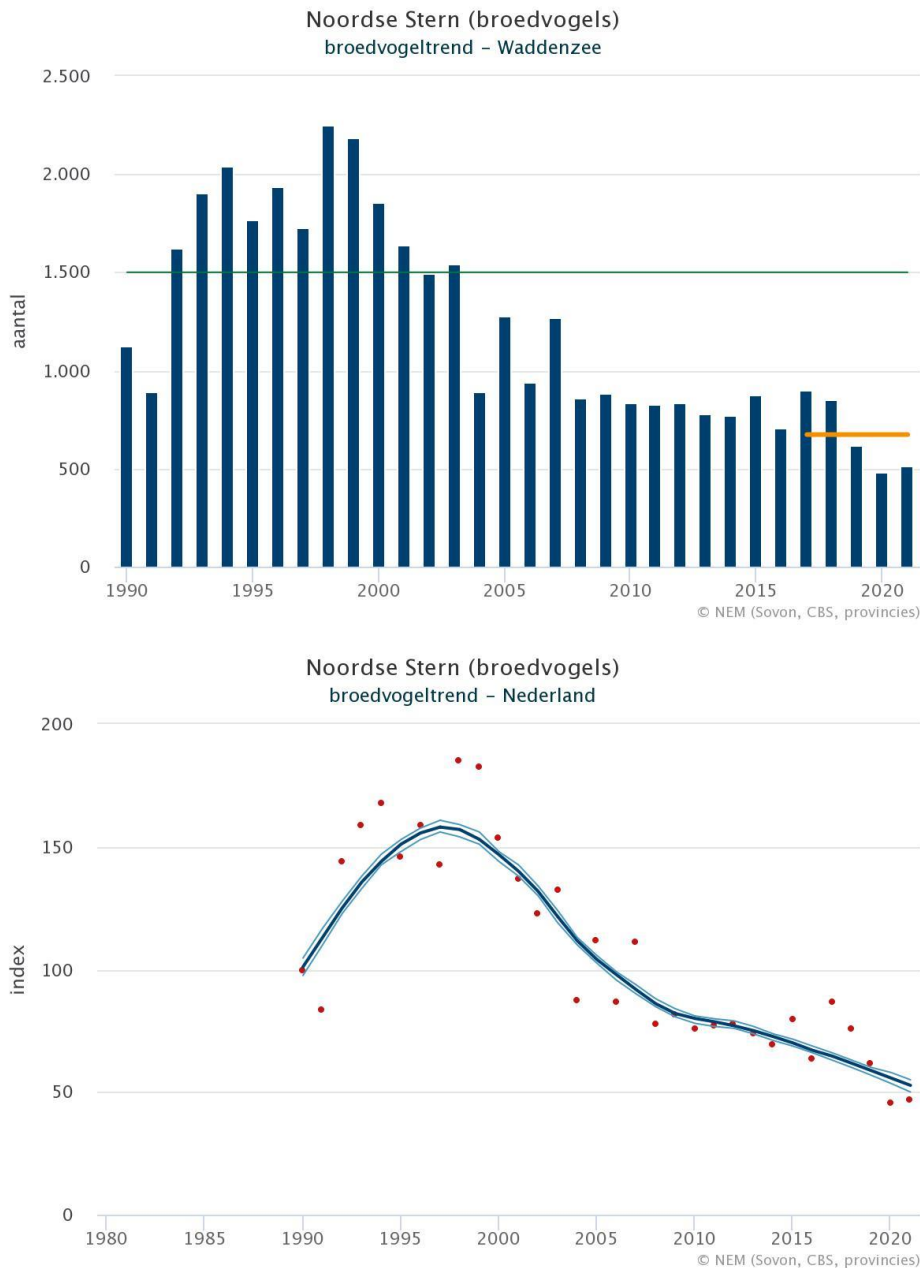 Noordse Stern (broedvogels)
broedvogeltrend – Waddenzee
2.500
2.000
1.500
1.000
500
0
aantal
1990 1995 2000 2005 2010 2015 2020
© NEM (Sovon, CBS, provincies)
Noordse Stern (broedvogels)
broedvogeltrend – Nederland
200
150
100
50
0
index
1980 1985 1990 1995 2000 2005 2010 2015 2020
© NEM (Sovon, CBS, provincies)